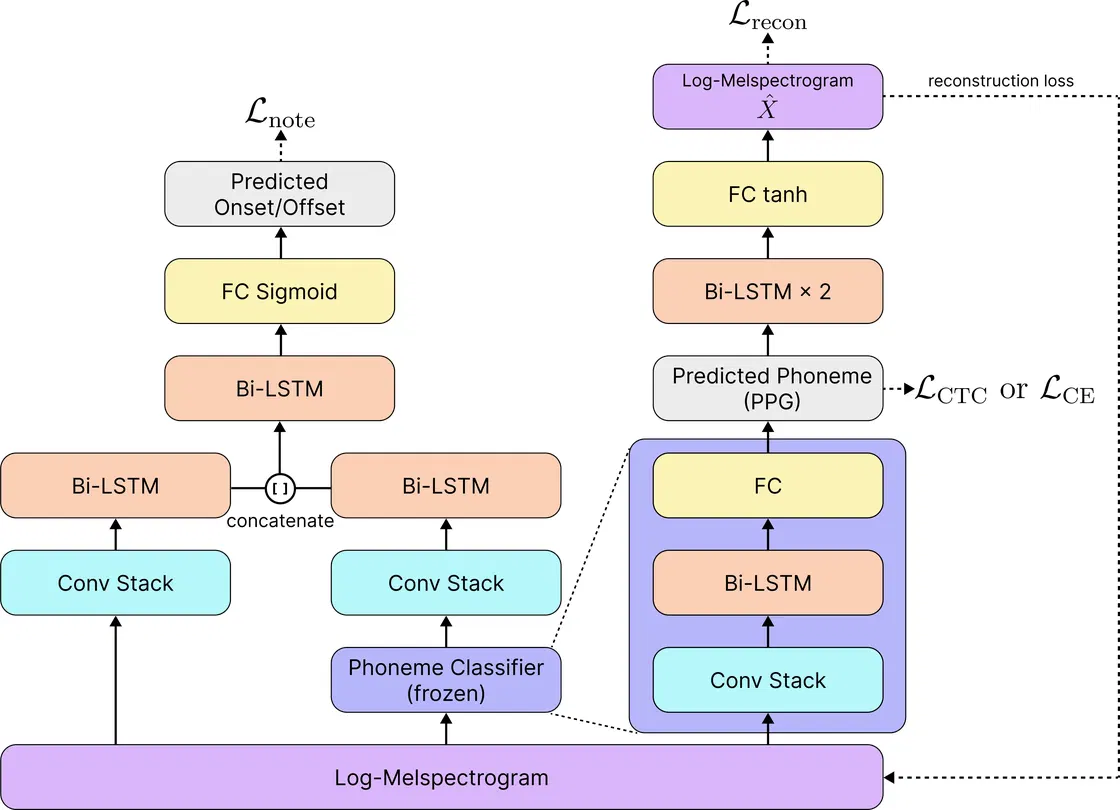 ℒrecon
Log-Melspectrogram
X̂
reconstruction loss
ℒnote
Predicted
Onset/Offset
FC tanh
FC Sigmoid
Bi-LSTM × 2
Bi-LSTM
Predicted Phoneme
(PPG)
ℒCTC or ℒCE
Bi-LSTM
[ ]
concatenate
Bi-LSTM
FC
Conv Stack
Conv Stack
Bi-LSTM
Phoneme Classifier
(frozen)
Conv Stack
Log-Melspectrogram